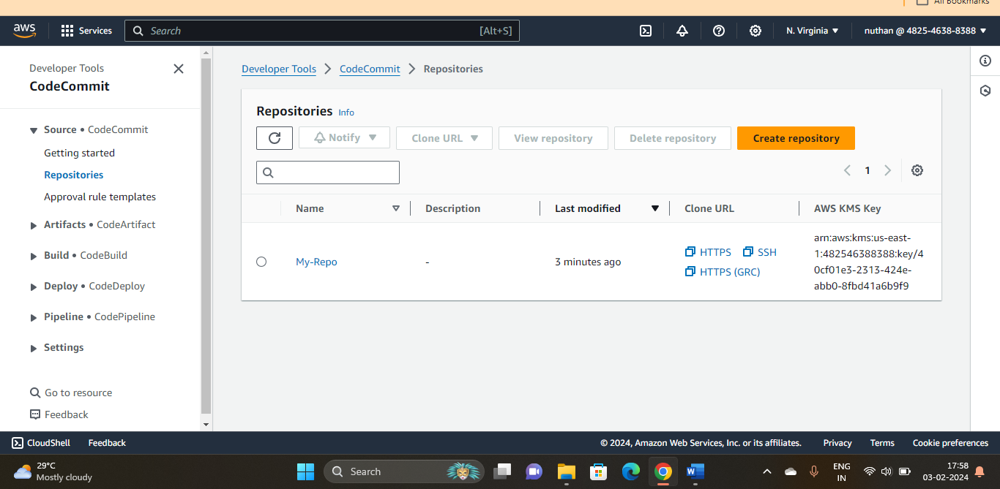 All Bookmarks
aws
Services
Search
[Alt+S]
N. Virginia
nuthan @ 4825-4638-8388
Developer Tools
CodeCommit
Source • CodeCommit
Getting started
Repositories
Approval rule templates
Artifacts • CodeArtifact
Build • CodeBuild
Deploy • CodeDeploy
Pipeline • CodePipeline
Settings
Go to resource
Feedback
Developer Tools > CodeCommit > Repositories
Repositories Info
Notify
Clone URL
View repository
Delete repository
Create repository
1
Name
Description
Last modified
Clone URL
AWS KMS Key
My-Repo
-
3 minutes ago
HTTPS SSH
HTTPS (GRC)
arn:aws:kms:us-east-
1:482546388388:key/4
0cf01e3-2313-424e-
abb0-8fbd41a6b9f9
CloudShell
Feedback
© 2024, Amazon Web Services, Inc. or its affiliates.
Privacy
Terms
Cookie preferences
29°C
Mostly cloudy
Search
ENG
IN
17:58
03-02-2024